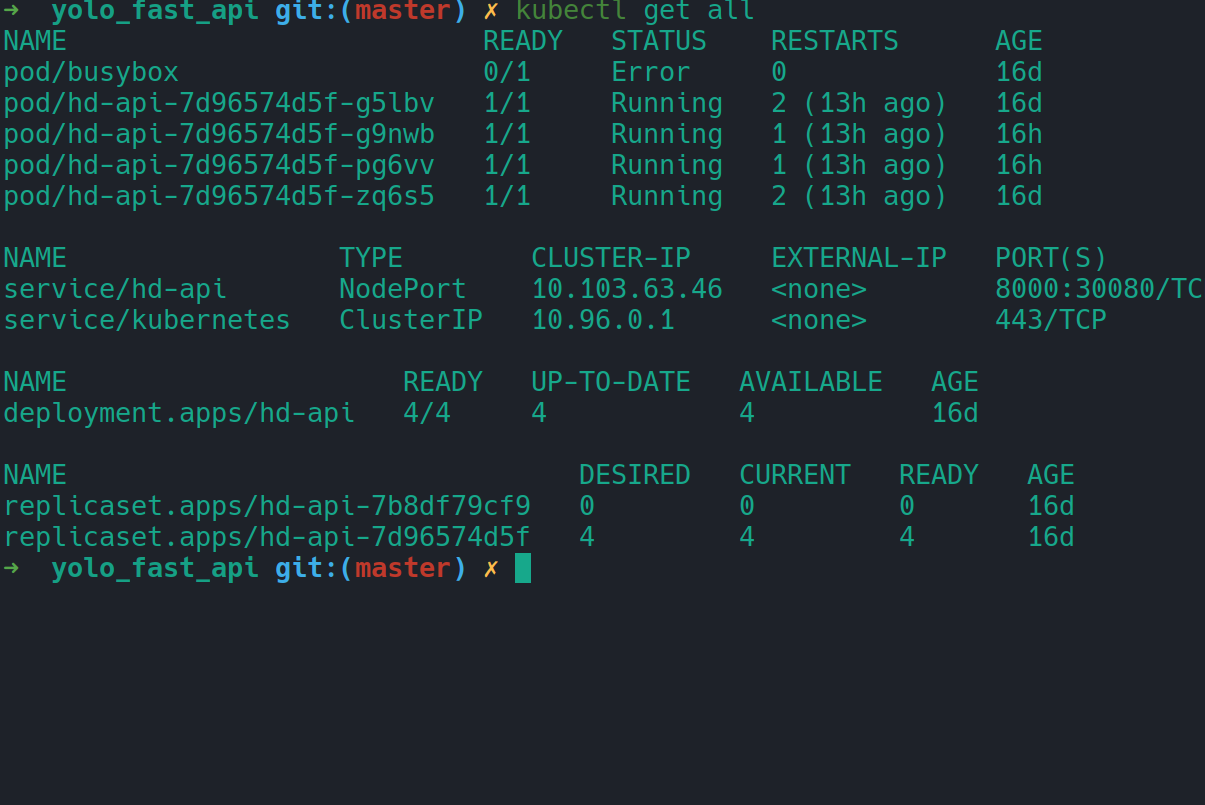 ➜  yolo_fast_api git:(master) ✗ kubectl get all
NAME                          READY   STATUS    RESTARTS      AGE
pod/busybox                   0/1     Error     0             16d
pod/hd-api-7d96574d5f-g5lbv   1/1     Running   2 (13h ago)   16d
pod/hd-api-7d96574d5f-g9nwb   1/1     Running   1 (13h ago)   16h
pod/hd-api-7d96574d5f-pg6vv   1/1     Running   1 (13h ago)   16h
pod/hd-api-7d96574d5f-zq6s5   1/1     Running   2 (13h ago)   16d

NAME                 TYPE        CLUSTER-IP     EXTERNAL-IP   PORT(S)
service/hd-api       NodePort    10.103.63.46   <none>        8000:30080/TC
service/kubernetes   ClusterIP   10.96.0.1      <none>        443/TCP

NAME                     READY   UP-TO-DATE   AVAILABLE   AGE
deployment.apps/hd-api   4/4     4            4           16d

NAME                                DESIRED   CURRENT   READY   AGE
replicaset.apps/hd-api-7b8df79cf9   0         0         0       16d
replicaset.apps/hd-api-7d96574d5f   4         4         4       16d
➜  yolo_fast_api git:(master) ✗